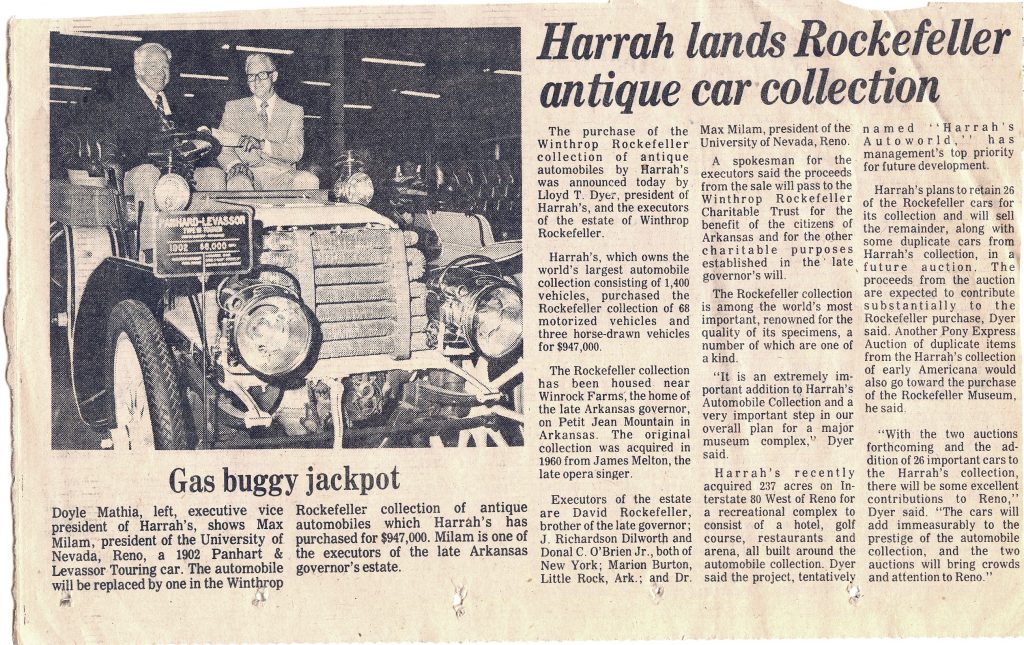 Harrah lands Rockefeller
antique car collection
PANHARD-LEVASSOR
1902 $6,000
Gas buggy jackpot
Doyle Mathia, left, executive vice
president of Harrah's, shows Max
Milam, president of the University of
Nevada, Reno, a 1902 Panhart &
Levassor Touring car. The automobile
will be replaced by one in the Winthrop
Rockefeller collection of antique
automobiles which Harrah's has
purchased for $947,000. Milam is one of
the executors of the late Arkansas
governor's estate.
The purchase of the
Winthrop Rockefeller
collection of antique
automobiles by Harrah's
was announced today by
Lloyd T. Dyer, president of
Harrah's, and the executors
of the estate of Winthrop
Rockefeller.
Harrah's, which owns the
world's largest automobile
collection consisting of 1,400
vehicles, purchased the
Rockefeller collection of 68
motorized vehicles and
three horse-drawn vehicles
for $947,000.
The Rockefeller collection
has been housed near
Winrock Farms, the home of
the late Arkansas governor,
on Petit Jean Mountain in
Arkansas. The original
collection was acquired in
1960 from James Melton, the
late opera singer.
Executors of the estate
are David Rockefeller,
brother of the late governor;
J. Richardson Dilworth and
Donal C. O'Brien Jr., both of
New York; Marion Burton,
Little Rock, Ark.; and Dr.
Max Milam, president of the
University of Nevada, Reno.
A spokesman for the
executors said the proceeds
from the sale will pass to the
Winthrop Rockefeller
Charitable Trust for the
benefit of the citizens of
Arkansas and for the other
charitable purposes
established in the late
governor's will.
The Rockefeller collection
is among the world's most
important, renowned for the
quality of its specimens, a
number of which are one of
a kind.
"It is an extremely im-
portant addition to Harrah's
Automobile Collection and a
very important step in our
overall plan for a major
museum complex," Dyer
said.
Harrah's recently
acquired 237 acres on In-
terstate 80 West of Reno for
a recreational complex to
consist of a hotel, golf
course, restaurants and
arena, all built around the
automobile collection. Dyer
said the project, tentatively
named "Harrah's
Autoworld," has
management's top priority
for future development.
Harrah's plans to retain 26
of the Rockefeller cars for
its collection and will sell
the remainder, along with
some duplicate cars from
Harrah's collection, in a
future auction. The
proceeds from the auction
are expected to contribute
substantially to the
Rockefeller purchase, Dyer
said. Another Pony Express
Auction of duplicate items
from the Harrah's collection
of early Americana would
also go toward the purchase
of the Rockefeller Museum,
he said.
"With the two auctions
forthcoming and the ad-
dition of 26 important cars to
the Harrah's collection,
there will be some excellent
contributions to Reno,"
Dyer said. "The cars will
add immeasurably to the
prestige of the automobile
collection, and the two
auctions will bring crowds
and attention to Reno."